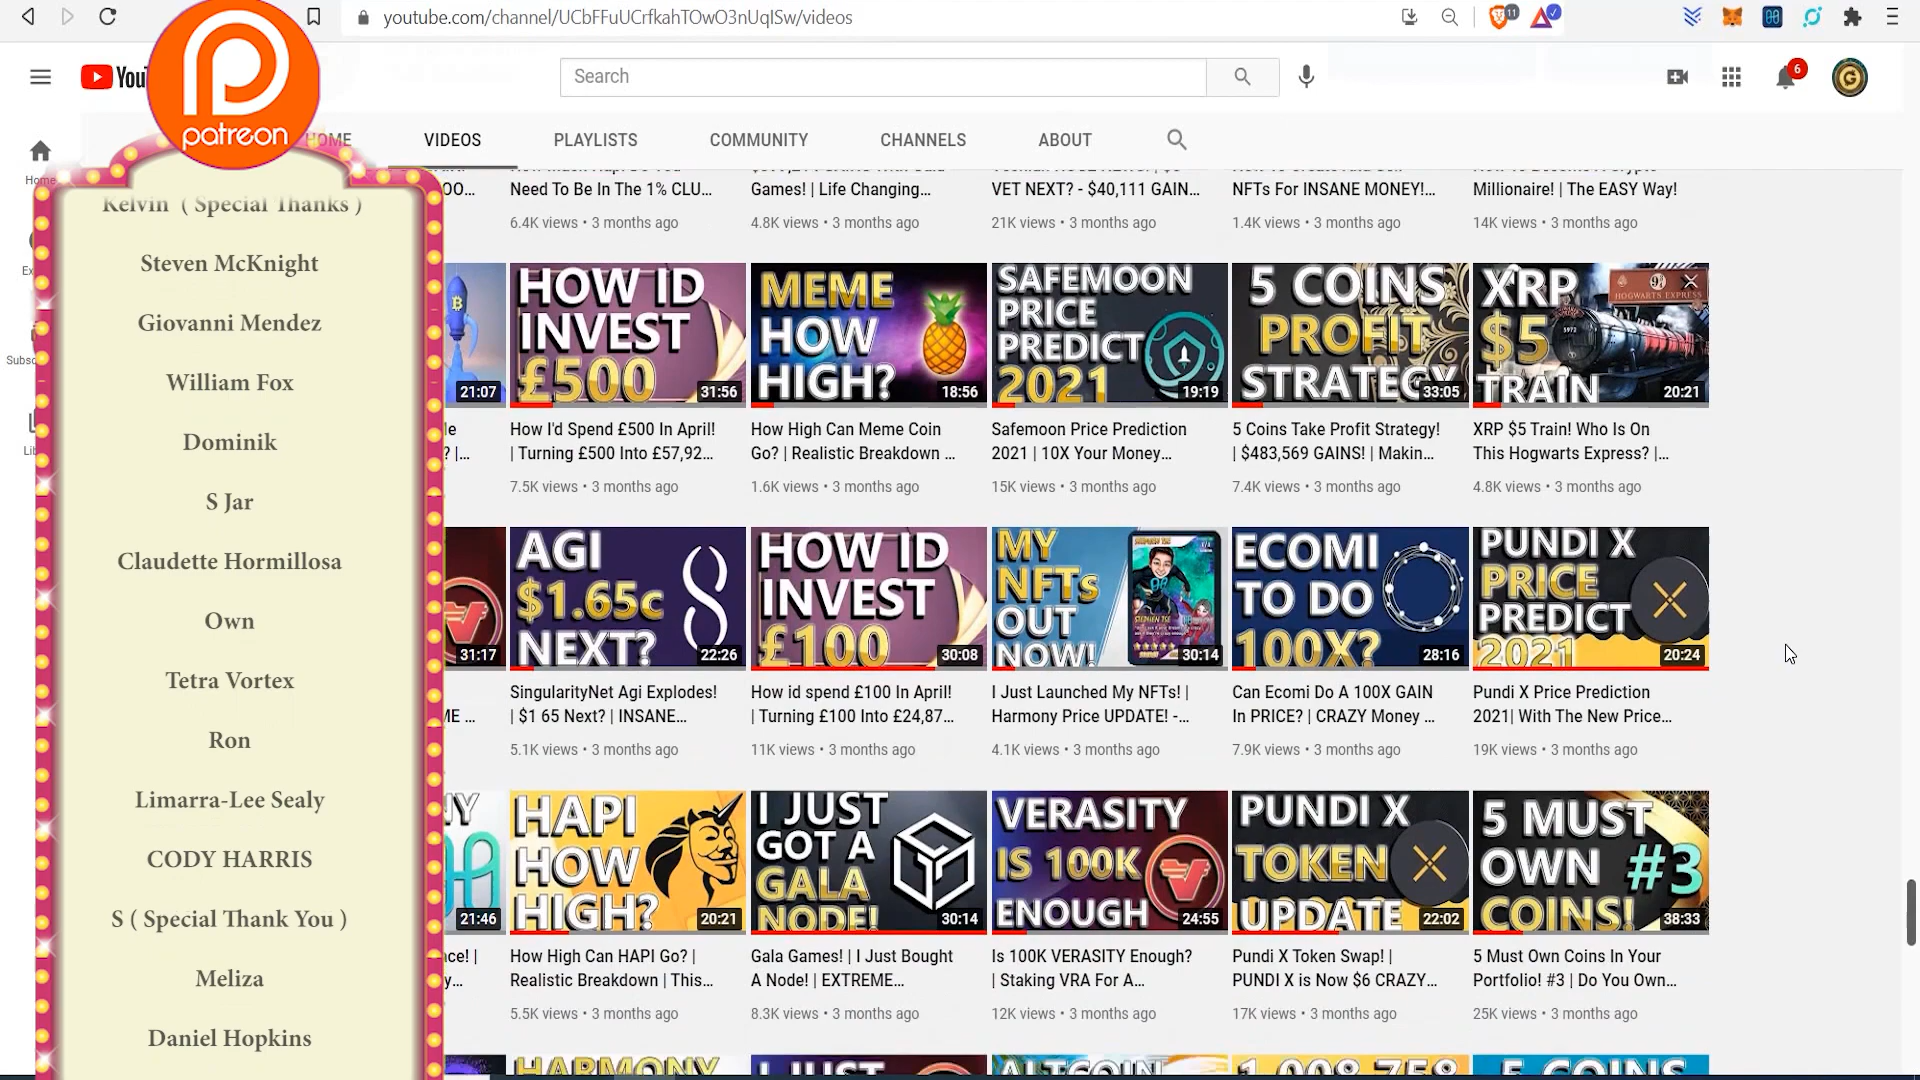 youtube.com/channel/UCbFFuUCrfkahTOwO3nUqISw/videos
11
You
Search
6
patreon
HOME
VIDEOS
PLAYLISTS
COMMUNITY
CHANNELS
ABOUT
Home
Kelvin ( Special Thanks )
Steven McKnight
Giovanni Mendez
William Fox
Dominik
S Jar
Claudette Hormillosa
Own
Tetra Vortex
Ron
Limarra-Lee Sealy
CODY HARRIS
S ( Special Thank You )
Meliza
Daniel Hopkins
Need To Be In The 1% CLU...
6.4K views • 3 months ago
Games! | Life Changing...
4.8K views • 3 months ago
VET NEXT? - $40,111 GAIN...
21K views • 3 months ago
NFTs For INSANE MONEY!...
1.4K views • 3 months ago
Millionaire! | The EASY Way!
14K views • 3 months ago
21:07
HOW ID
INVEST
£500
31:56
How I'd Spend £500 In April!
| Turning £500 Into £57,92...
7.5K views • 3 months ago
MEME
HOW
HIGH?
18:56
How High Can Meme Coin
Go? | Realistic Breakdown ...
1.6K views • 3 months ago
SAFEMOON
PRICE
PREDICT
2021
19:19
Safemoon Price Prediction
2021 | 10X Your Money...
15K views • 3 months ago
5 COINS
PROFIT
STRATEGY
33:05
5 Coins Take Profit Strategy!
| $483,569 GAINS! | Makin...
7.4K views • 3 months ago
XRP
$5
TRAIN
HOGWARTS EXPRESS
5972
20:21
XRP $5 Train! Who Is On
This Hogwarts Express? |...
4.8K views • 3 months ago
31:17
AGI
$1.65c
NEXT?
22:26
SingularityNet Agi Explodes!
| $1 65 Next? | INSANE...
5.1K views • 3 months ago
HOW ID
INVEST
£100
30:08
How id spend £100 In April!
| Turning £100 Into £24,87...
11K views • 3 months ago
MY
NFTs
OUT
NOW!
STEPHEN TSE
30:14
I Just Launched My NFTs! |
Harmony Price UPDATE! -...
4.1K views • 3 months ago
ECOMI
TO DO
100X?
28:16
Can Ecomi Do A 100X GAIN
In PRICE? | CRAZY Money ...
7.9K views • 3 months ago
PUNDI X
PRICE
PREDICT
2021
20:24
Pundi X Price Prediction
2021| With The New Price...
19K views • 3 months ago
21:46
HAPI
HOW
HIGH?
20:21
How High Can HAPI Go? |
Realistic Breakdown | This...
5.5K views • 3 months ago
I JUST
GOT A
GALA
NODE!
30:14
Gala Games! | I Just Bought
A Node! | EXTREME...
8.3K views • 3 months ago
VERASITY
IS 100K
ENOUGH
24:55
Is 100K VERASITY Enough?
| Staking VRA For A...
12K views • 3 months ago
PUNDI X
TOKEN
UPDATE
22:02
Pundi X Token Swap! |
PUNDI X is Now $6 CRAZY...
17K views • 3 months ago
5 MUST
OWN #3
COINS!
38:33
5 Must Own Coins In Your
Portfolio! #3 | Do You Own...
25K views • 3 months ago
HARMONY
I JUST
ALTCOIN
1,008,758
5 COINS